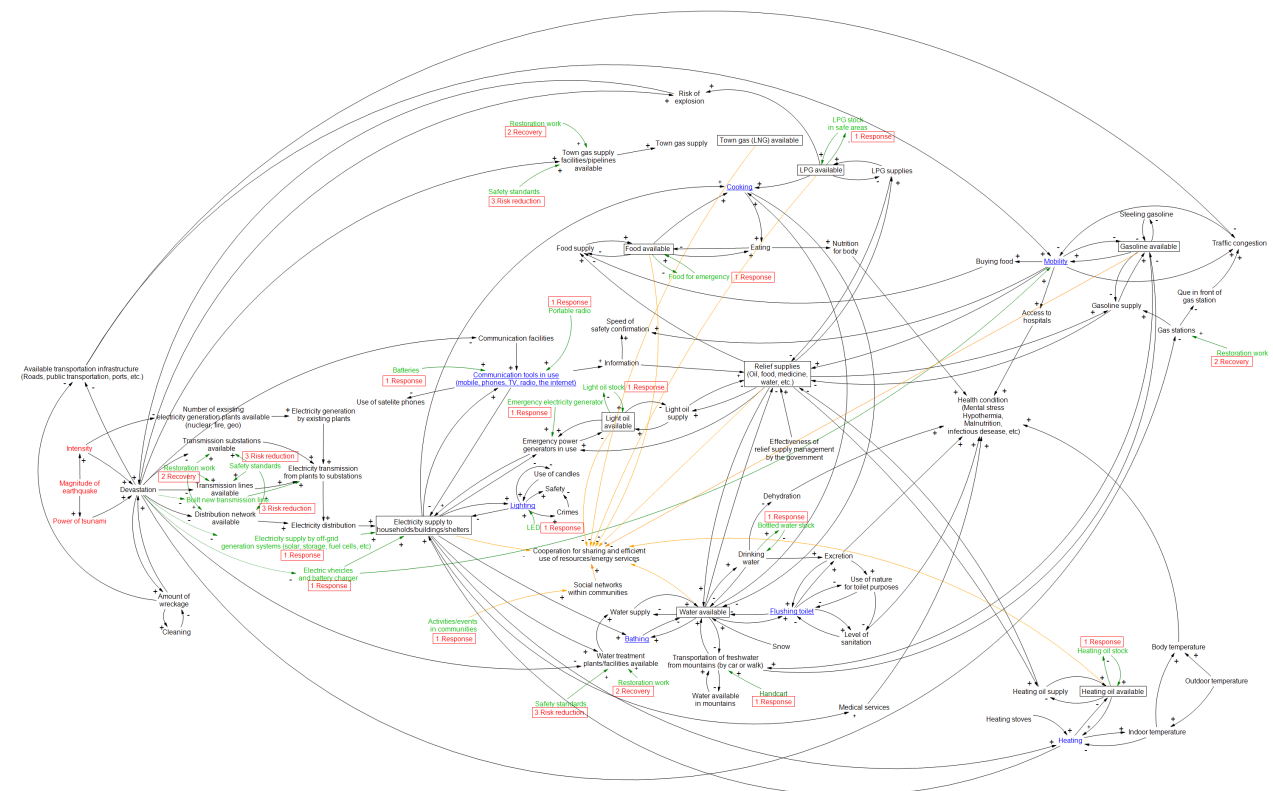 Risk of
explosion
Restoration work
2.Recovery
Town gas supply
facilities/pipelines
available
Town gas supply
Safety standards
3.Risk reduction
Town gas (LNG) available
LPG stock
in safe areas
1.Response
LPG available
LPG supplies
Cooking
Food supply
Food available
Eating
Nutrition
for body
Food for emergency
1.Response
Steeling gasoline
Gasoline available
Traffic congestion
Buying food
Mobility
Que in front of
gas station
Gasoline supply
Access to
hospitals
Gas stations
Restoration work
2.Recovery
1.Response
Portable radio
Speed of
safety confirmation
Communication facilities
Information
Available transportation infrastructure
(Roads, public transportation, ports, etc.)
Batteries
1.Response
Communication tools in use
(mobile, phones, TV, radio, the internet)
Use of satelite phones
Light oil stock
1.Response
Relief supplies
(Oil, food, medicine,
water, etc.)
Emergency electricity generator
1.Response
Light oil
available
Light oil
supply
Health condition
(Mental stress
Hypothermia,
Malnutrition,
infectious desease, etc)
Number of exsisting
electricity generation plants available
(nuclear, fire, geo)
Electricity generation
by existing plants
Intensity
Transmission substations
available
3.Risk reduction
Emergency power
generators in use
Effectiveness of
relief supply management
by the government
Restoration work
2.Recovery
Safety standards
Electricity transmission
from plants to substations
Magnitude of
earthquake
Devastation
Transmission lines
available
Built new transmission line
3.Risk reduction
Use of candles
Safety
Crimes
Lighting
LED
1.Response
Dehydration
1.Response
Bottled water stock
Power of tsunami
Distribution network
available
Electricity distribution
Electricity supply to
households/buildings/shelters
Electricity supply by off-grid
generation systems (solar, storage, fuel cells, etc)
1.Response
Cooperation for sharing and efficient
use of resources/energy services
Drinking
water
Excretion
Electric vheicles
and battery charger
1.Response
Social networks
within communities
Use of nature
for toilet purposes
Amount of
wreckage
Cleaning
Activities/events
in communities
1.Response
Water supply
Water available
Flushing toilet
Level of
sanitation
Bathing
Snow
Water treatment
plants/facilities available
Transportation of freshwater
from mountains (by car or walk)
Restoration work
2.Recovery
Safety standards
3.Risk reduction
Water available
in mountains
Handcart
1.Response
Medical services
1.Response
Heating oil stock
Body temperature
Outdoor temperature
Heating oil supply
Heating oil available
Heating stoves
Heating
Indoor temperature